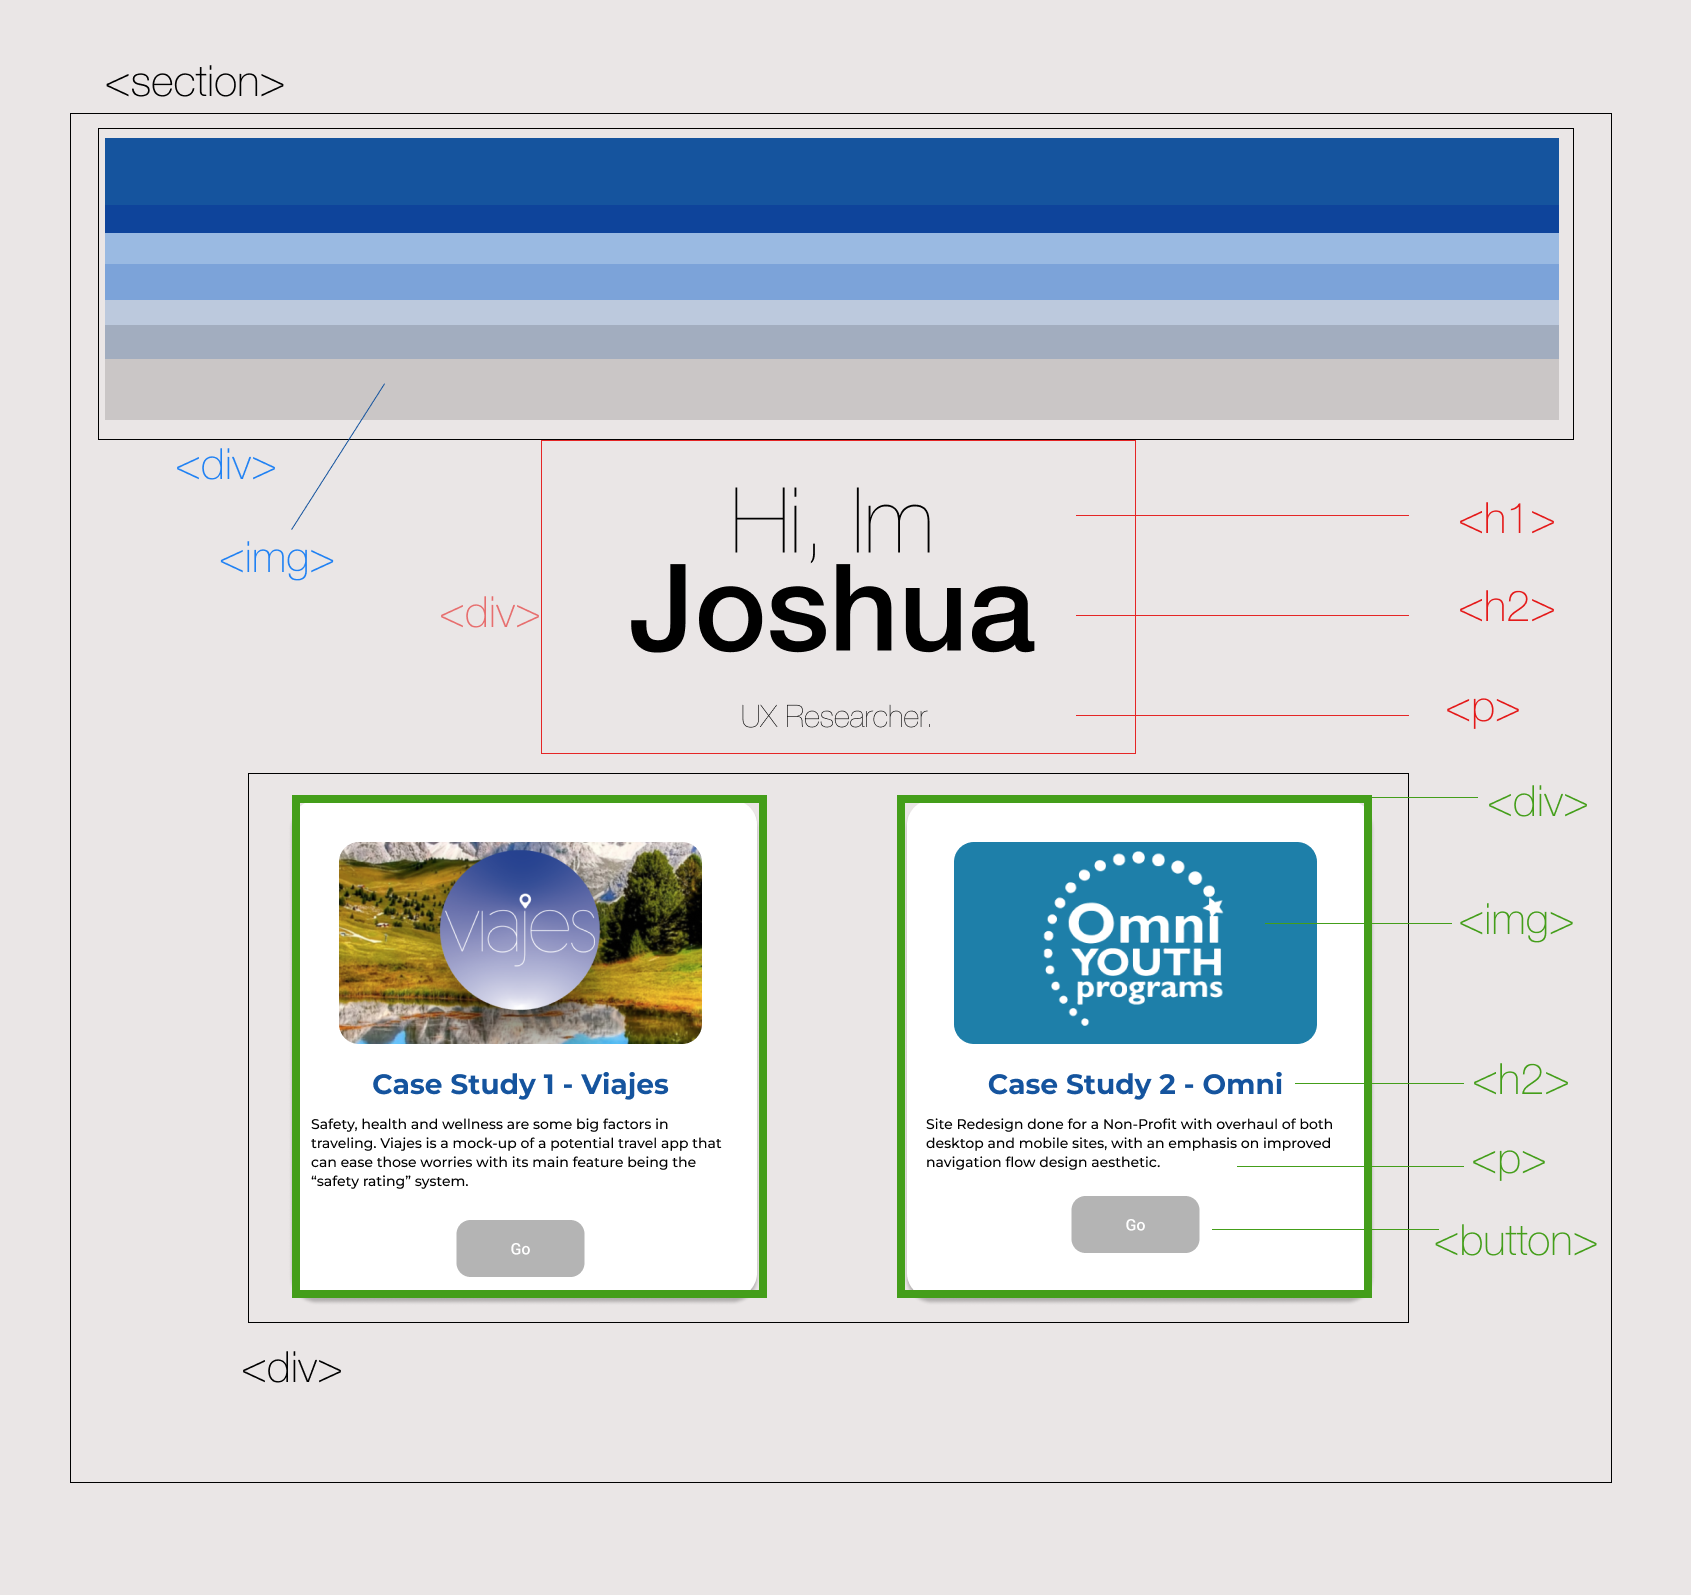 <section>
<div>
<img>
Hi, Im
<h1>
Joshua
<h2>
<div>
UX Researcher.
<p>
<div>
viajes
Omni
YOUTH
programs
<img>
Case Study 1 - Viajes
Safety, health and wellness are some big factors in
traveling. Viajes is a mock-up of a potential travel app that
can ease those worries with its main feature being the
“safety rating” system.
Go
Case Study 2 - Omni
<h2>
Site Redesign done for a Non-Profit with overhaul of both
desktop and mobile sites, with an emphasis on improved
navigation flow design aesthetic.
<p>
Go
<button>
<div>